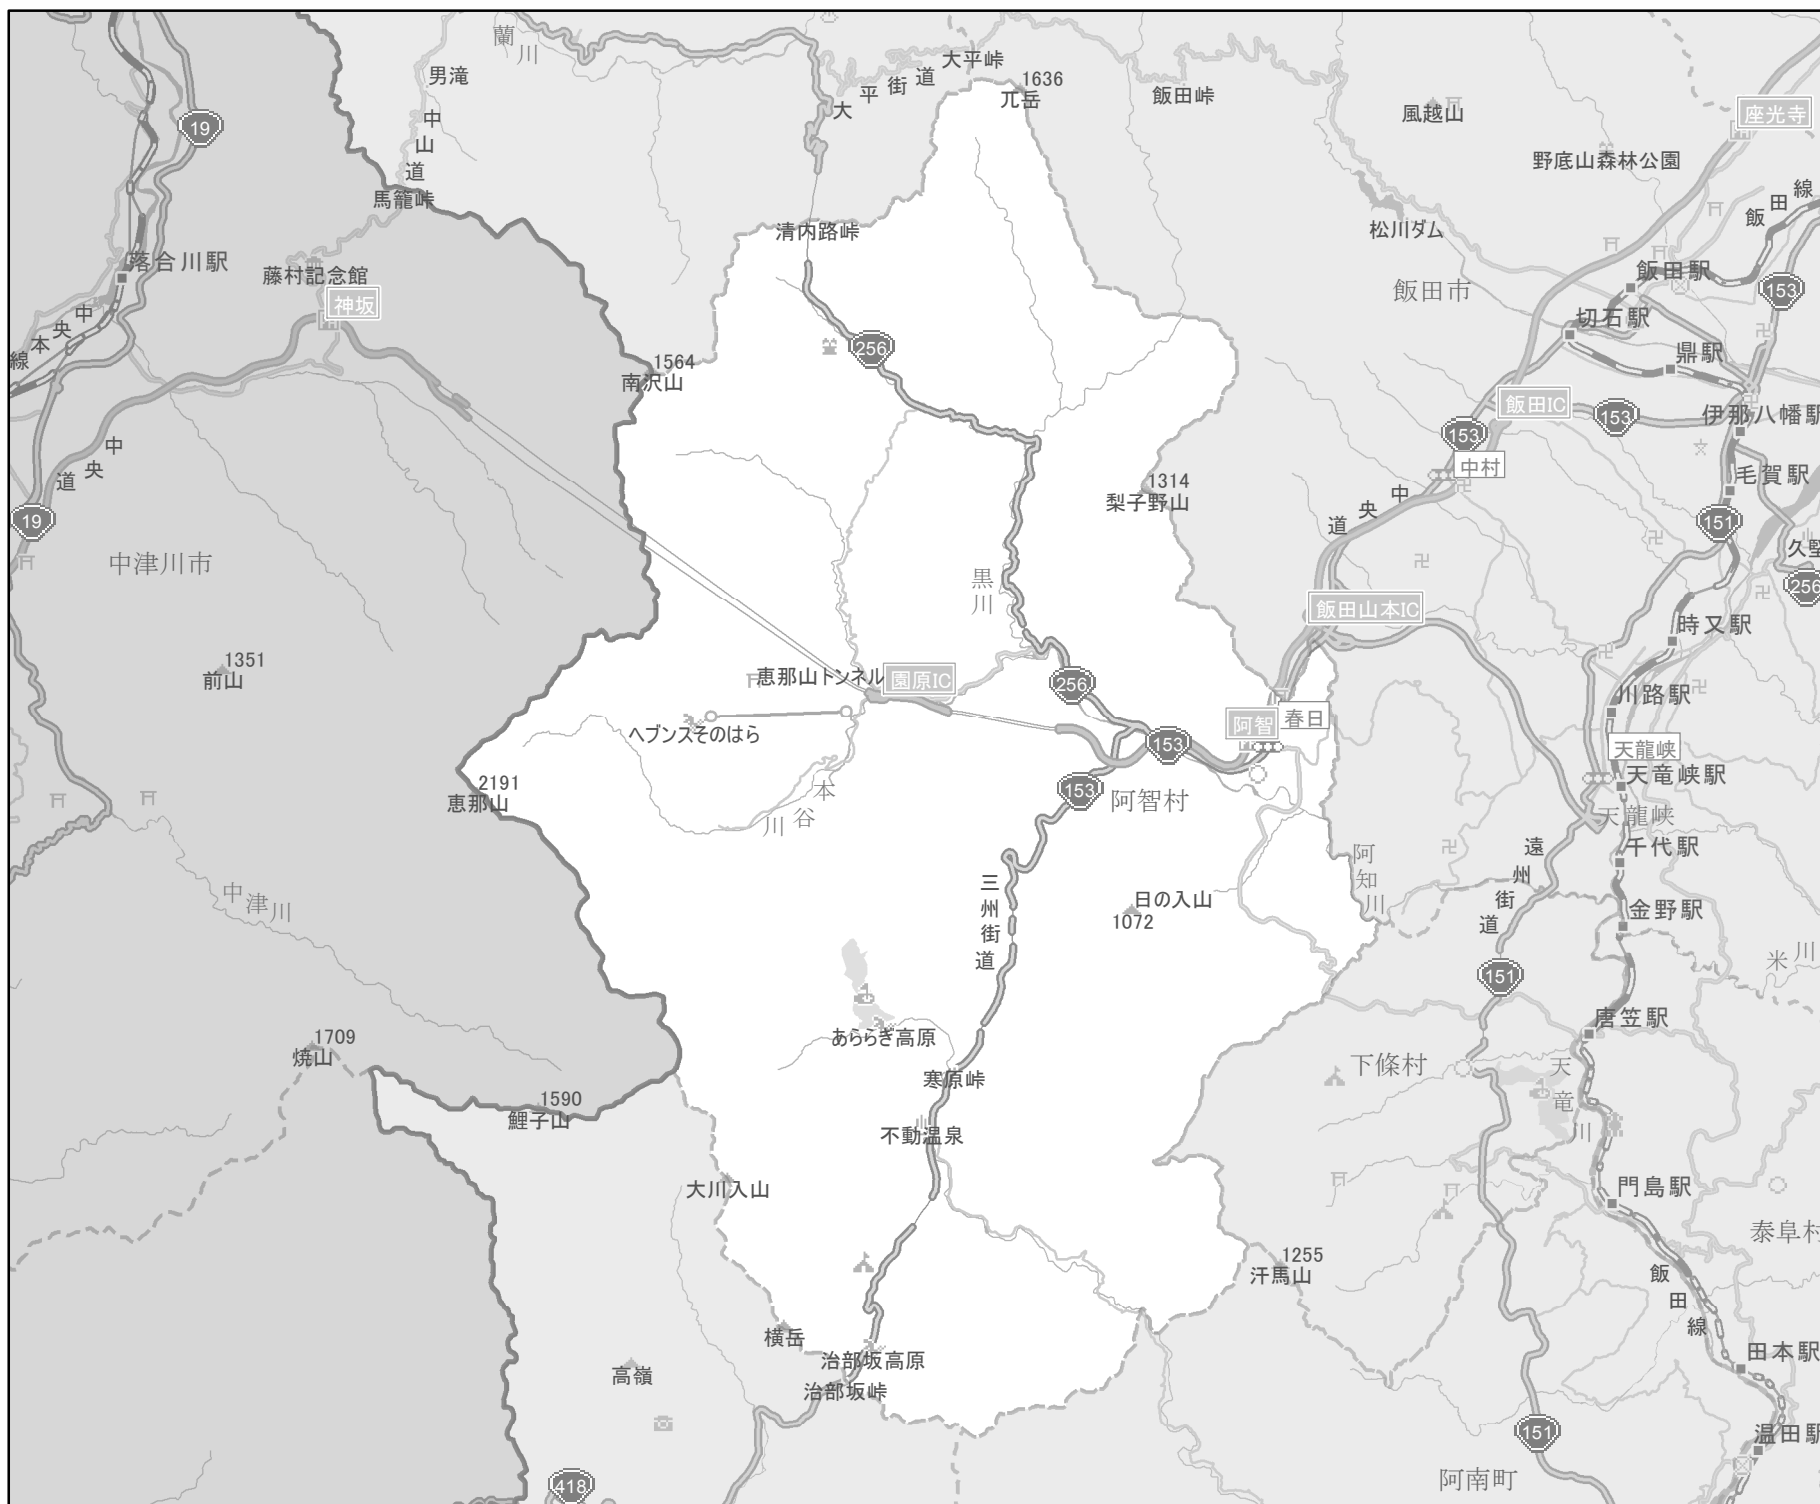 蘭川
男滝
中山道
馬籠峠
19
落合川駅
藤村記念館
神坂
中央本線
大平街道
大平峠
1636
兀岳
飯田峠
風越山
座光寺
野底山森林公園
飯田線
松川ダム
清内路峠
飯田市
飯田駅
153
切石駅
鼎駅
256
1564
南沢山
飯田IC
153
伊那八幡駅
153
中村
毛賀駅
中央道
19
中津川市
1314
梨子野山
中央道
151
久堅
256
黒川
飯田山本IC
時又駅
1351
前山
恵那山トンネル
園原IC
256
川路駅
ヘブンスそのはら
阿智
春日
153
天龍峡
天竜峡駅
2191
恵那山
153
阿智村
本谷川
天龍峡
千代駅
遠州街道
阿知川
中津川
三州街道
日の入山
1072
金野駅
米川
151
あららぎ高原
唐笠駅
1709
焼山
寒原峠
下條村
天竜川
1590
鯉子山
不動温泉
大川入山
門島駅
泰阜村
1255
汗馬山
飯田線
横岳
治部坂高原
高嶺
治部坂峠
田本駅
151
温田駅
418
阿南町